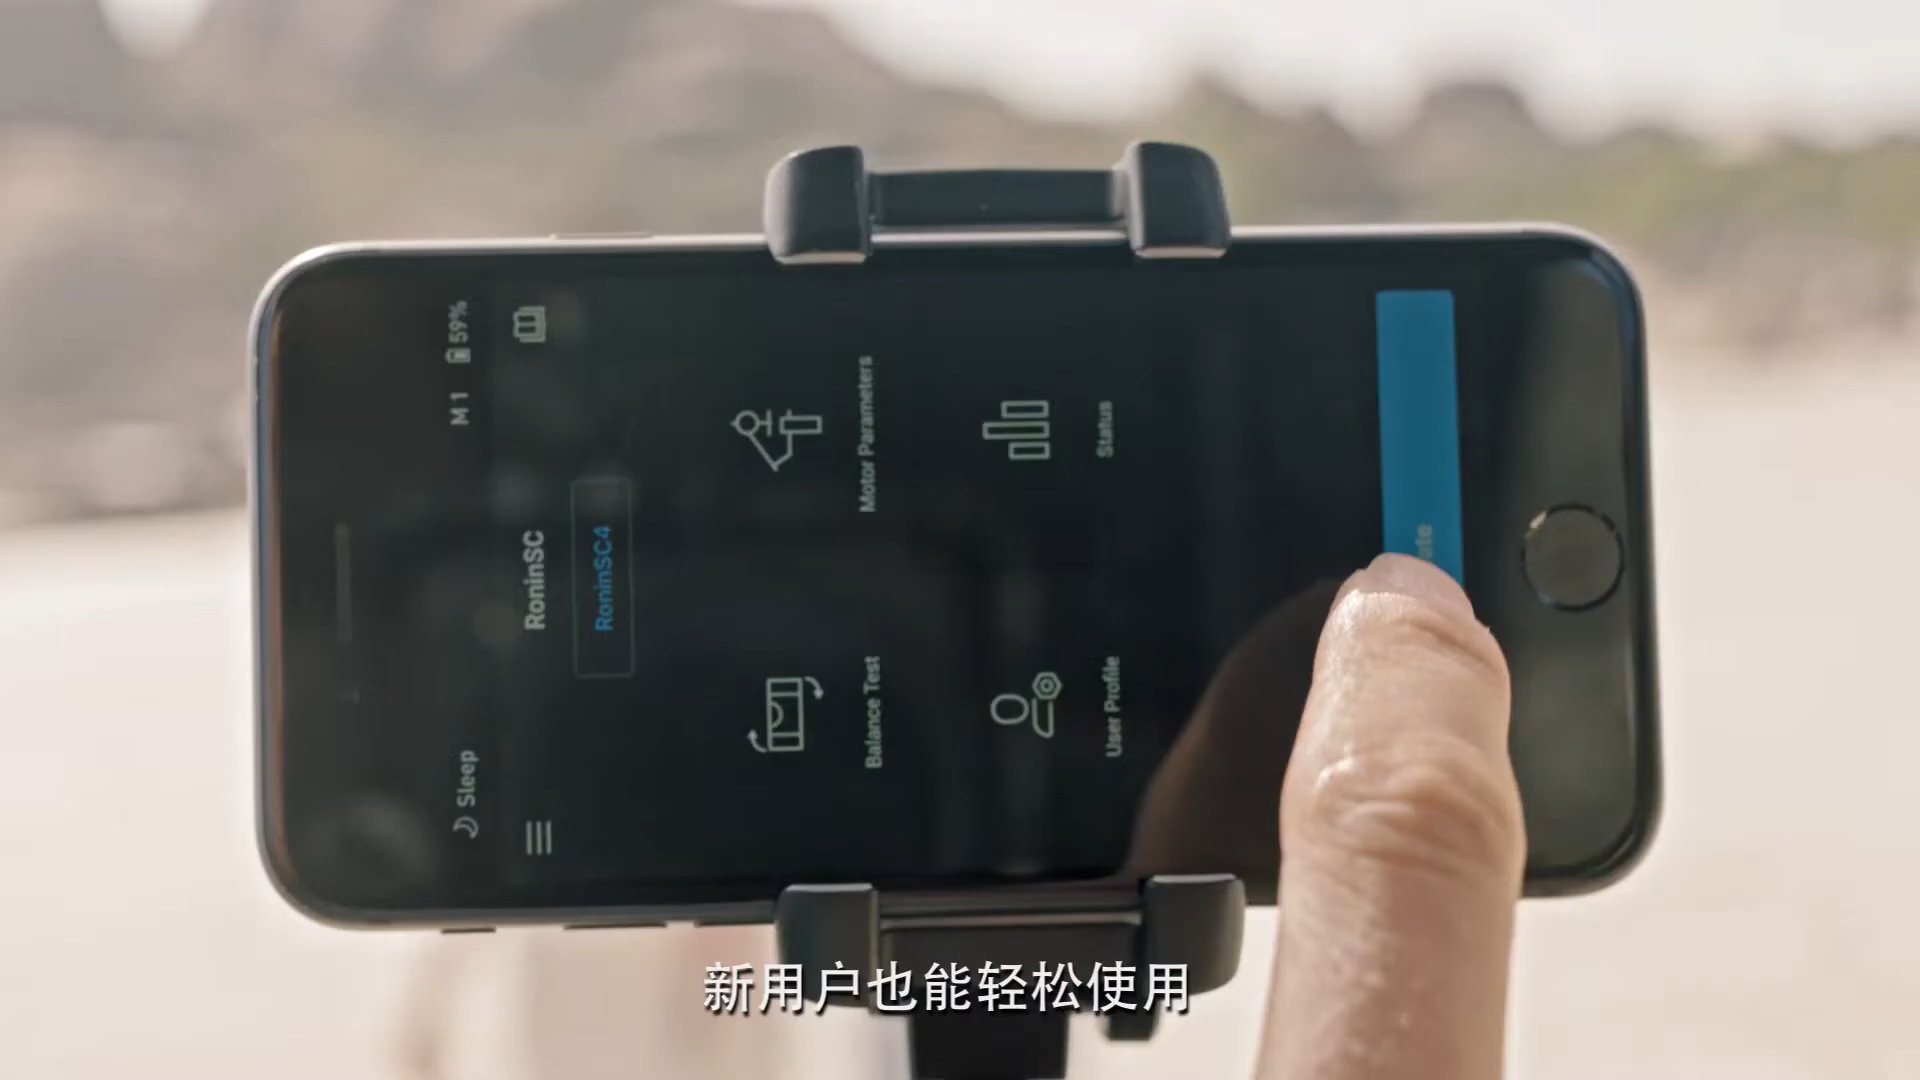 Sleep
M 1
59%
RoninSC
RoninSC4
Balance Test
Motor Parameters
User Profile
Status
新用户也能轻松使用